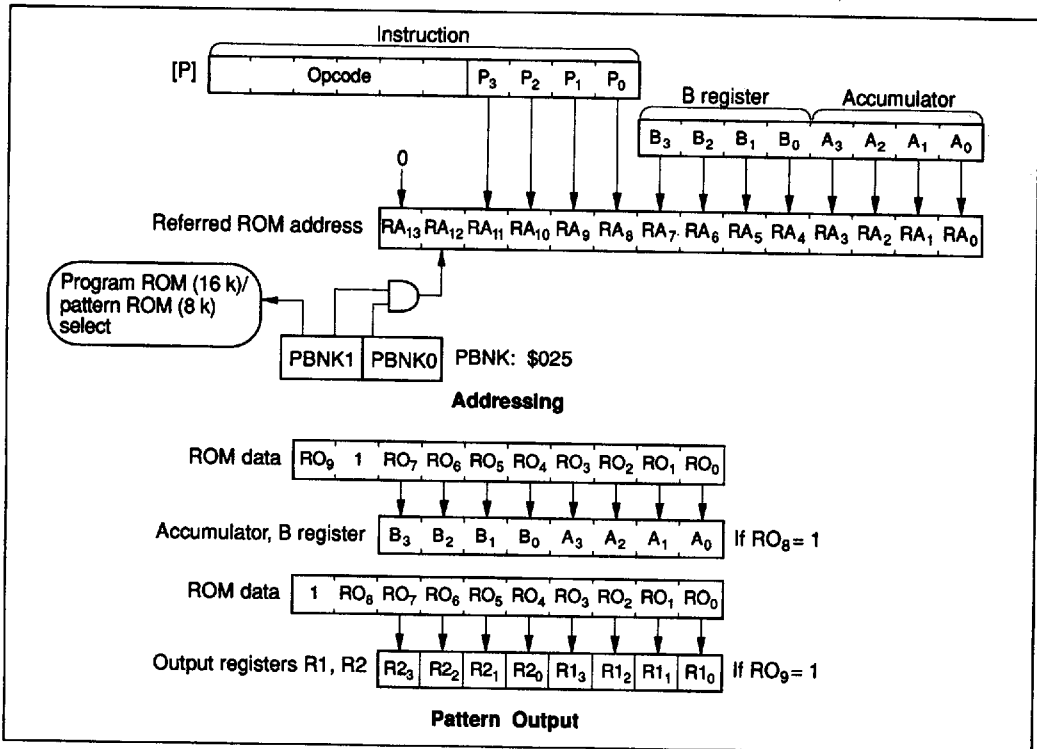 Instruction
[P] Opcode P₃ P₂ P₁ P₀
B register Accumulator
B₃ B₂ B₁ B₀ A₃ A₂ A₁ A₀
0
Referred ROM address RA₁₃ RA₁₂ RA₁₁ RA₁₀ RA₉ RA₈ RA₇ RA₆ RA₅ RA₄ RA₃ RA₂ RA₁ RA₀
Program ROM (16 k)/
pattern ROM (8 k)
select
PBNK1 PBNK0 PBNK: $025
Addressing
ROM data RO₉ 1 RO₇ RO₆ RO₅ RO₄ RO₃ RO₂ RO₁ RO₀
Accumulator, B register B₃ B₂ B₁ B₀ A₃ A₂ A₁ A₀ If RO₈ = 1
ROM data 1 RO₈ RO₇ RO₆ RO₅ RO₄ RO₃ RO₂ RO₁ RO₀
Output registers R1, R2 R2₃ R2₂ R2₁ R2₀ R1₃ R1₂ R1₁ R1₀ If RO₉ = 1
Pattern Output